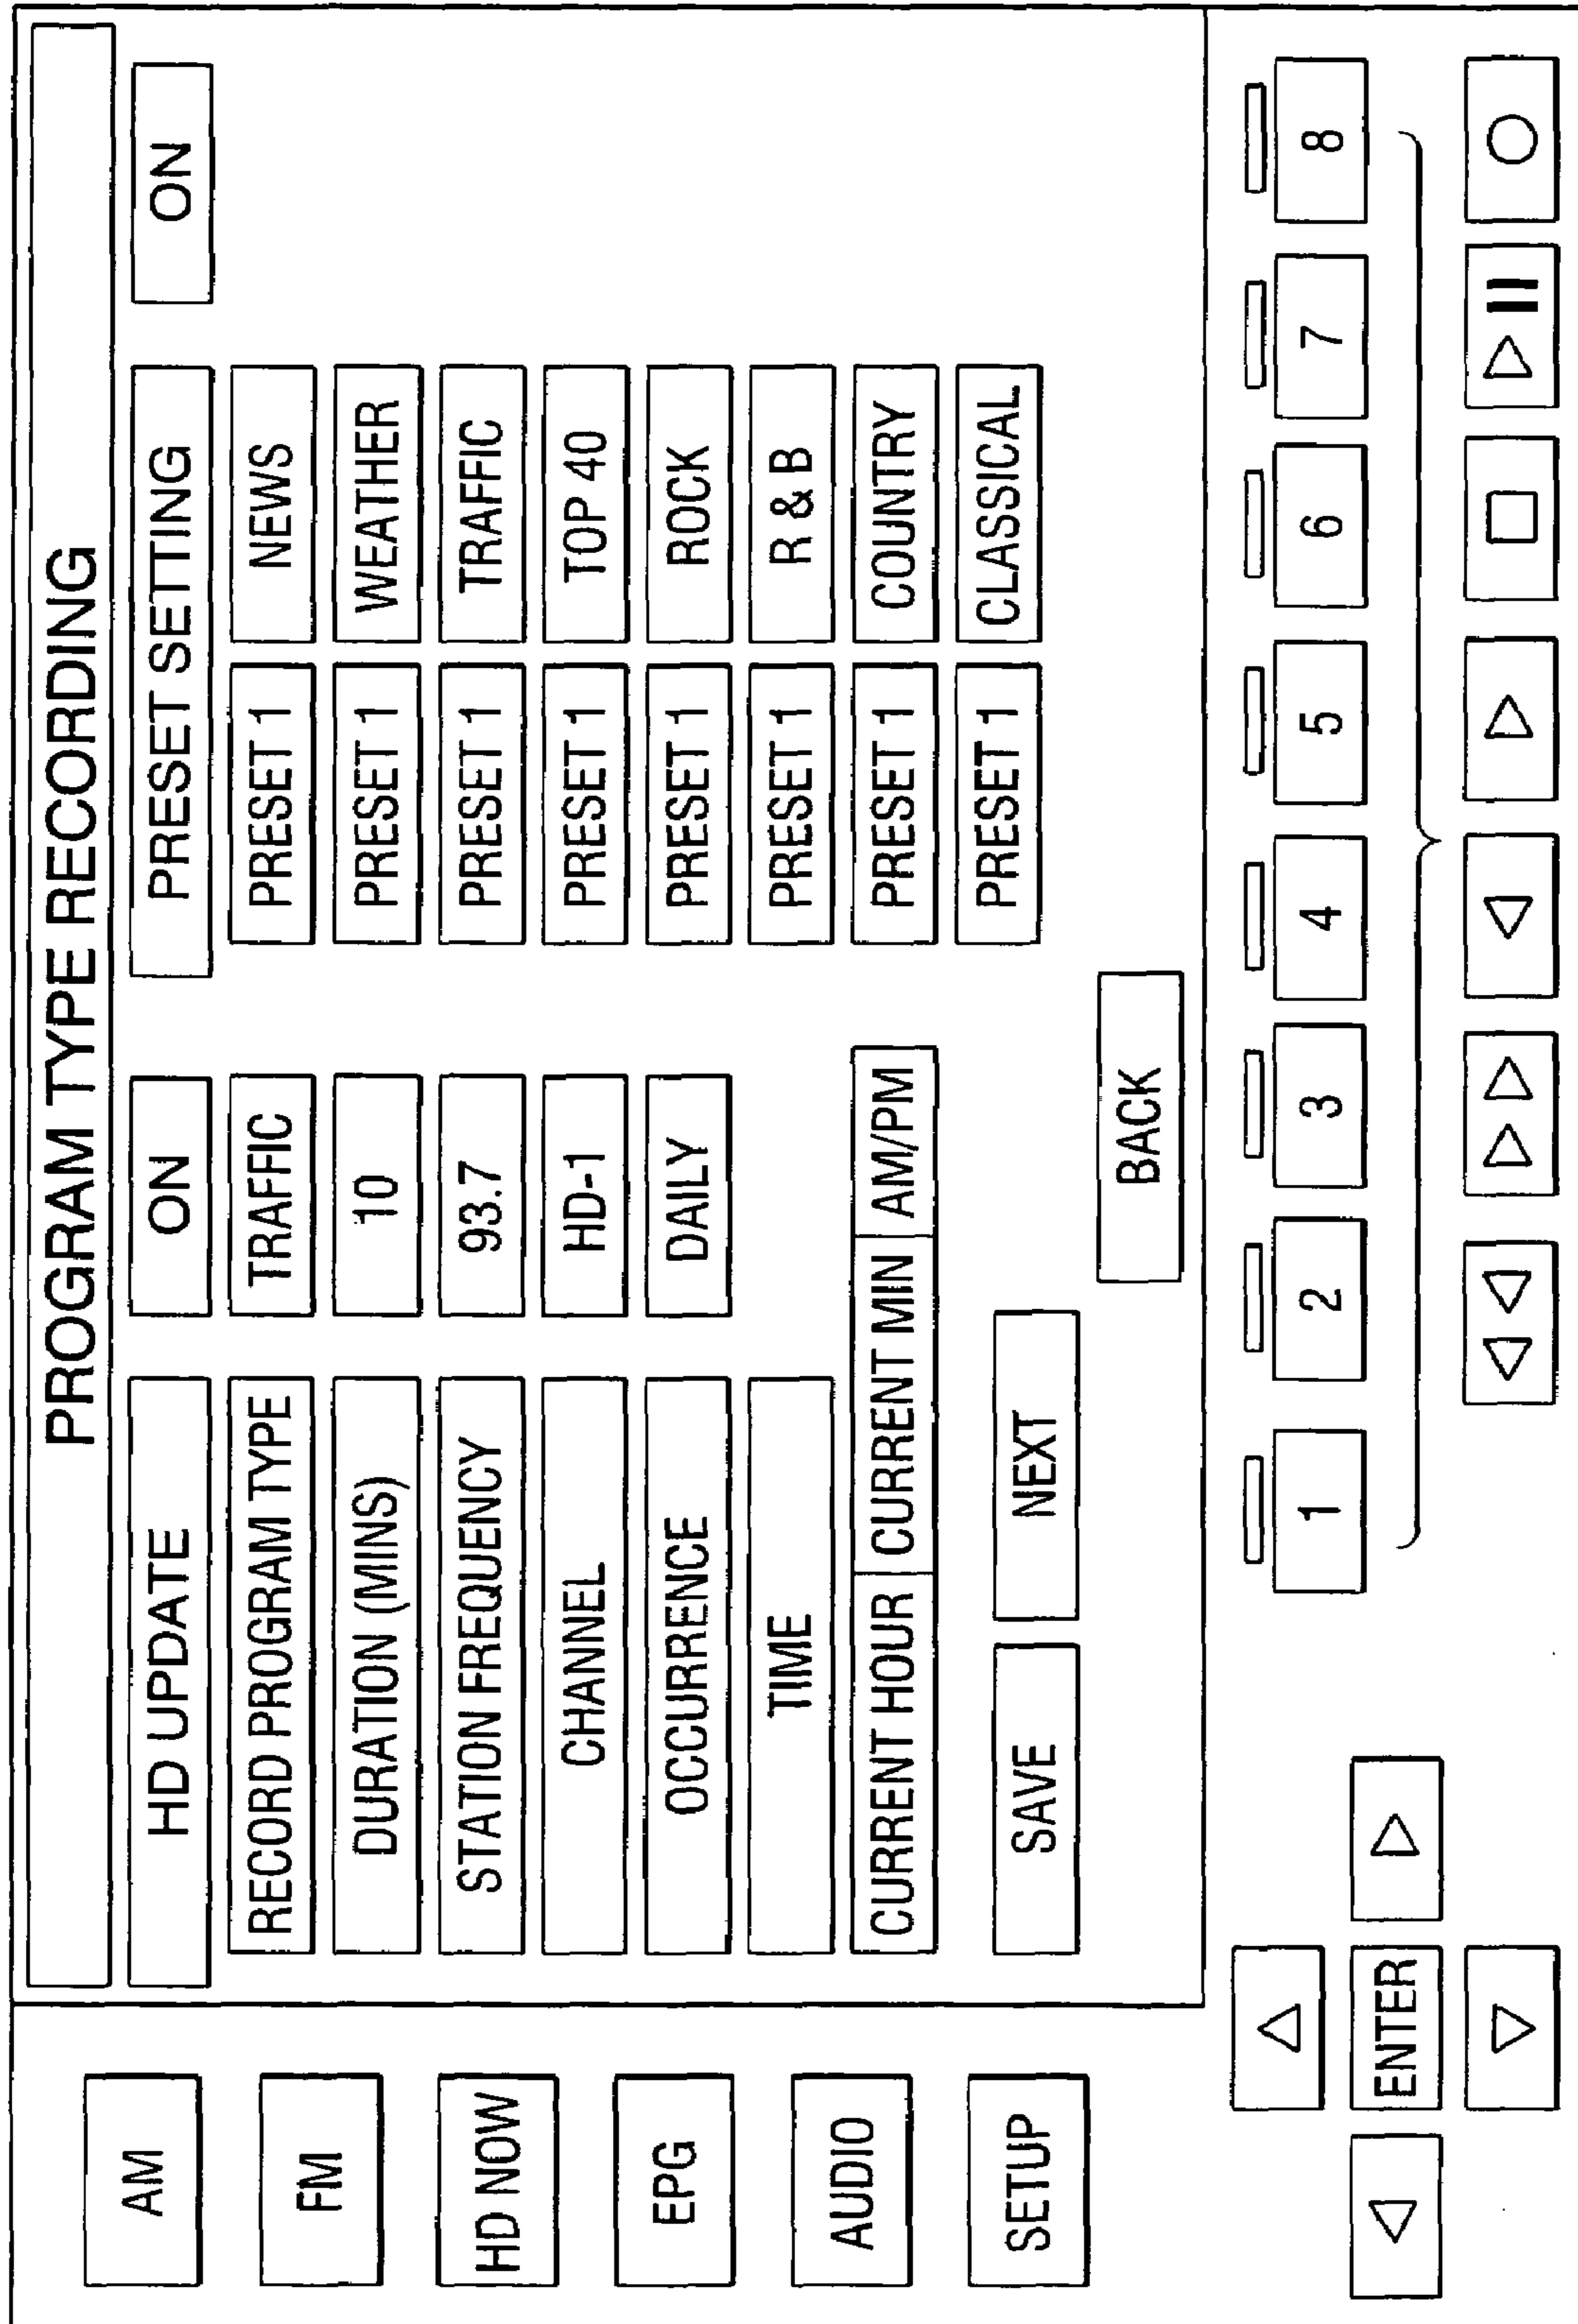 PROGRAM TYPE RECORDING
AM
FM
HD NOW
EPG
AUDIO
SETUP
HD UPDATE ON
RECORD PROGRAM TYPE TRAFFIC
DURATION (MINS) 10
STATION FREQUENCY 93.7
CHANNEL HD-1
OCCURRENCE DAILY
TIME
CURRENT HOUR CURRENT MIN AM/PM
SAVE NEXT
BACK
PRESET SETTING ON
PRESET 1 NEWS
PRESET 1 WEATHER
PRESET 1 TRAFFIC
PRESET 1 TOP 40
PRESET 1 ROCK
PRESET 1 R & B
PRESET 1 COUNTRY
PRESET 1 CLASSICAL
1 2 3 4 5 6 7 8
ENTER